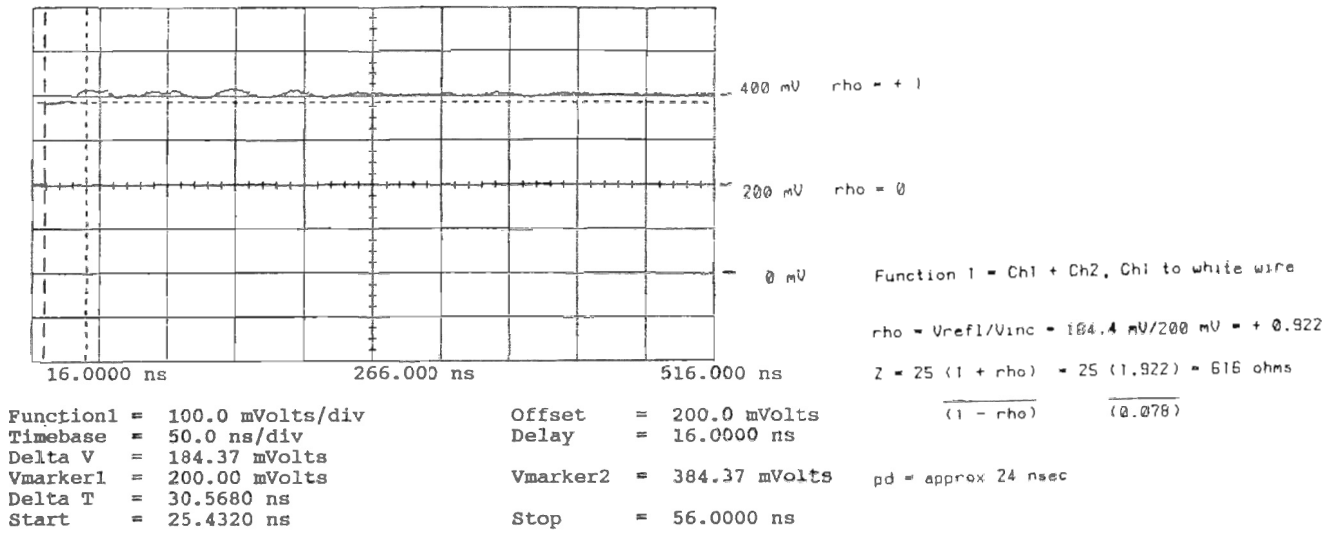 400 mV rho = + 1
200 mV rho = 0
0 mV
Function 1 = Ch1 + Ch2, Ch1 to white wire
rho = Vrefl/Vinc = 184.4 mV/200 mV = + 0.922
Z = 25 (1 + rho) = 25 (1.922) = 616 ohms
(1 - rho) (0.078)
pd = approx 24 nsec
16.0000 ns 266.000 ns 516.000 ns
Function1 = 100.0 mVolts/div Offset = 200.0 mVolts
Timebase = 50.0 ns/div Delay = 16.0000 ns
Delta V = 184.37 mVolts
Vmarker1 = 200.00 mVolts Vmarker2 = 384.37 mVolts
Delta T = 30.5680 ns
Start = 25.4320 ns Stop = 56.0000 ns